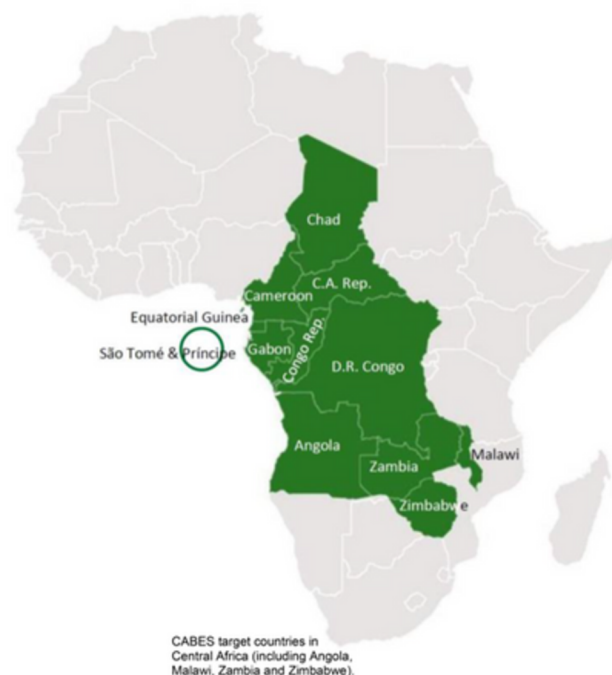 Chad
C.A. Rep.
Cameroon
Equatorial Guinea
São Tomé & Príncipe
Gabon
Congo Rep.
D.R. Congo
Angola
Zambia
Malawi
Zimbabwe
CABES target countries in
Central Africa (including Angola,
Malawi, Zambia and Zimbabwe).